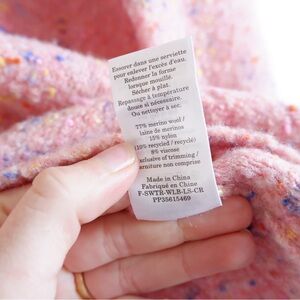 Essorer dans une serviette
pour enlever l'excès d'eau.
Redonner la forme
lorsque mouillé.
Sécher à plat.
Repassage à température
douce si nécessaire.
Ou nettoyer à sec.
77% merino wool /
laine de merinos
15% nylon
(10% recycled / recyclé)
8% viscose
exclusive of trimming /
garniture non comprise
Made in China
Fabriqué en Chine
F-SWTR-WLB-LS-CR
PP35615469